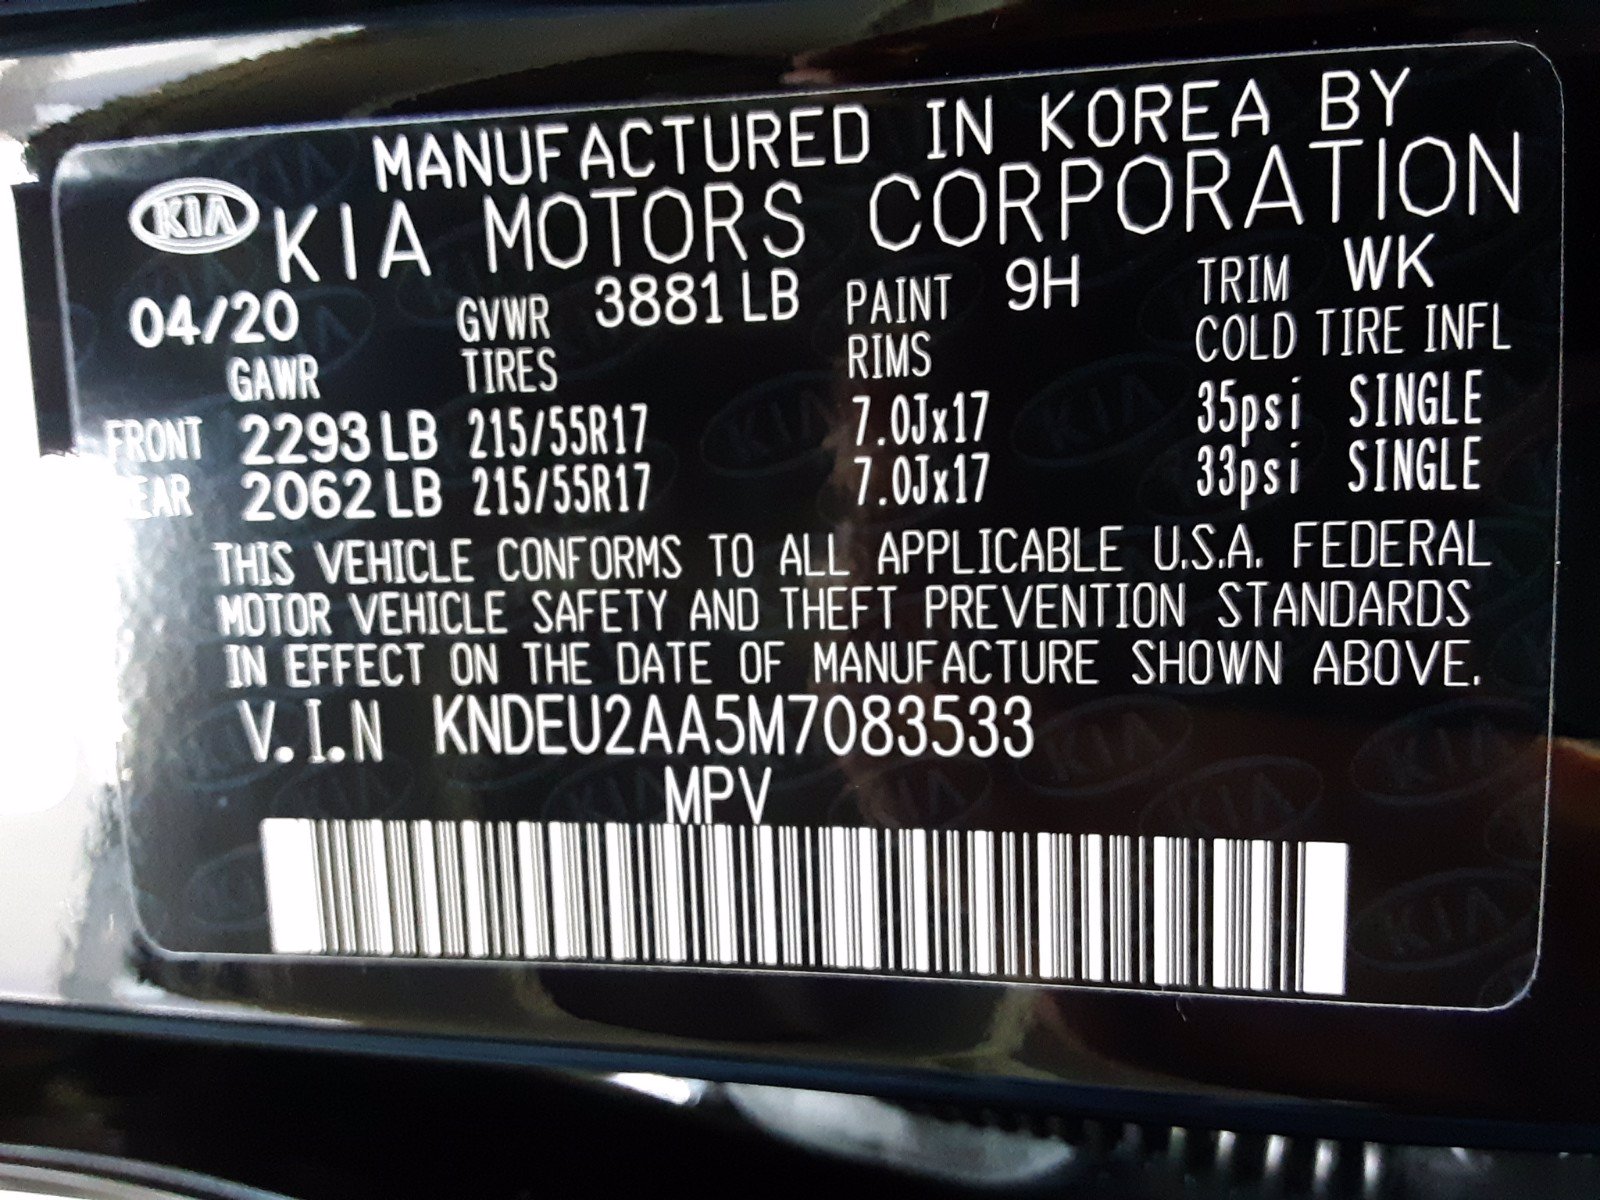 MANUFACTURED IN KOREA BY
KIA KIA MOTORS CORPORATION
04/20 GVWR 3881 LB PAINT 9H TRIM WK
GAWR TIRES RIMS COLD TIRE INFL
FRONT 2293 LB 215/55R17 7.0Jx17 35psi SINGLE
REAR 2062 LB 215/55R17 7.0Jx17 33psi SINGLE
THIS VEHICLE CONFORMS TO ALL APPLICABLE U.S.A. FEDERAL
MOTOR VEHICLE SAFETY AND THEFT PREVENTION STANDARDS
IN EFFECT ON THE DATE OF MANUFACTURE SHOWN ABOVE.
V.I.N KNDEU2AA5M7083533
MPV